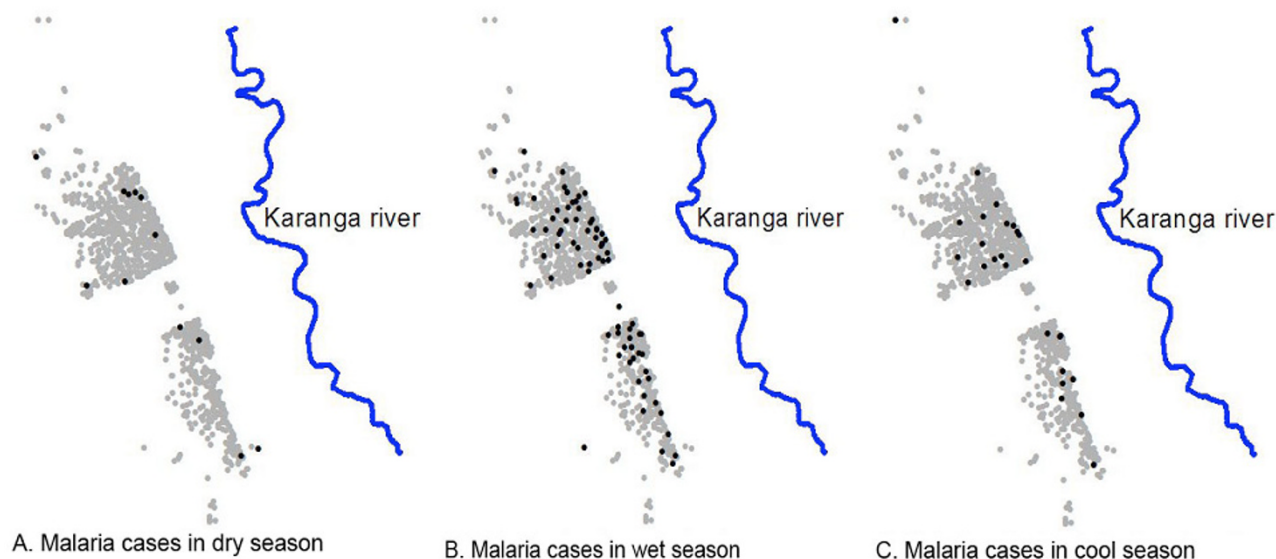 Karanga river
Karanga river
Karanga river
A. Malaria cases in dry season
B. Malaria cases in wet season
C. Malaria cases in cool season